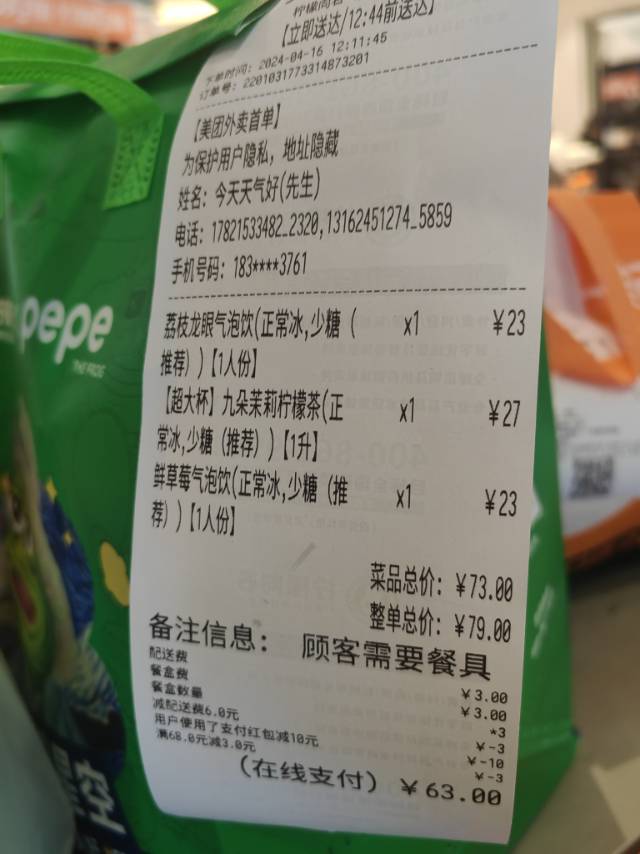 【立即送达/12:44前送达】
下单时间: 2024-04-16 12:11:45
订单号: 2201031773314873201
【美团外卖首单】
为保护用户隐私，地址隐藏
姓名: 今天天气好(先生)
电话: 17821533482_2320,13162451274_5859
手机号码: 183****3761
荔枝龙眼气泡饮(正常冰,少糖 ( x1 ￥23
推荐) )【1人份】
【超大杯】九朵茉莉柠檬茶(正 x1 ￥27
常冰,少糖 (推荐) )【1升】
鲜草莓气泡饮(正常冰,少糖 (推 x1 ￥23
荐) )【1人份】
菜品总价: ￥73.00
整单总价: ￥79.00
备注信息: 顾客需要餐具
配送费 ￥3.00
餐盒费 ￥3.00
餐盒数量 *3
减配送费6.0元 ￥-3
用户使用了支付红包减10元 ￥-10
满68.0元减3.0元 ￥-3
(在线支付) ￥63.00
pepe
THE FROG
空